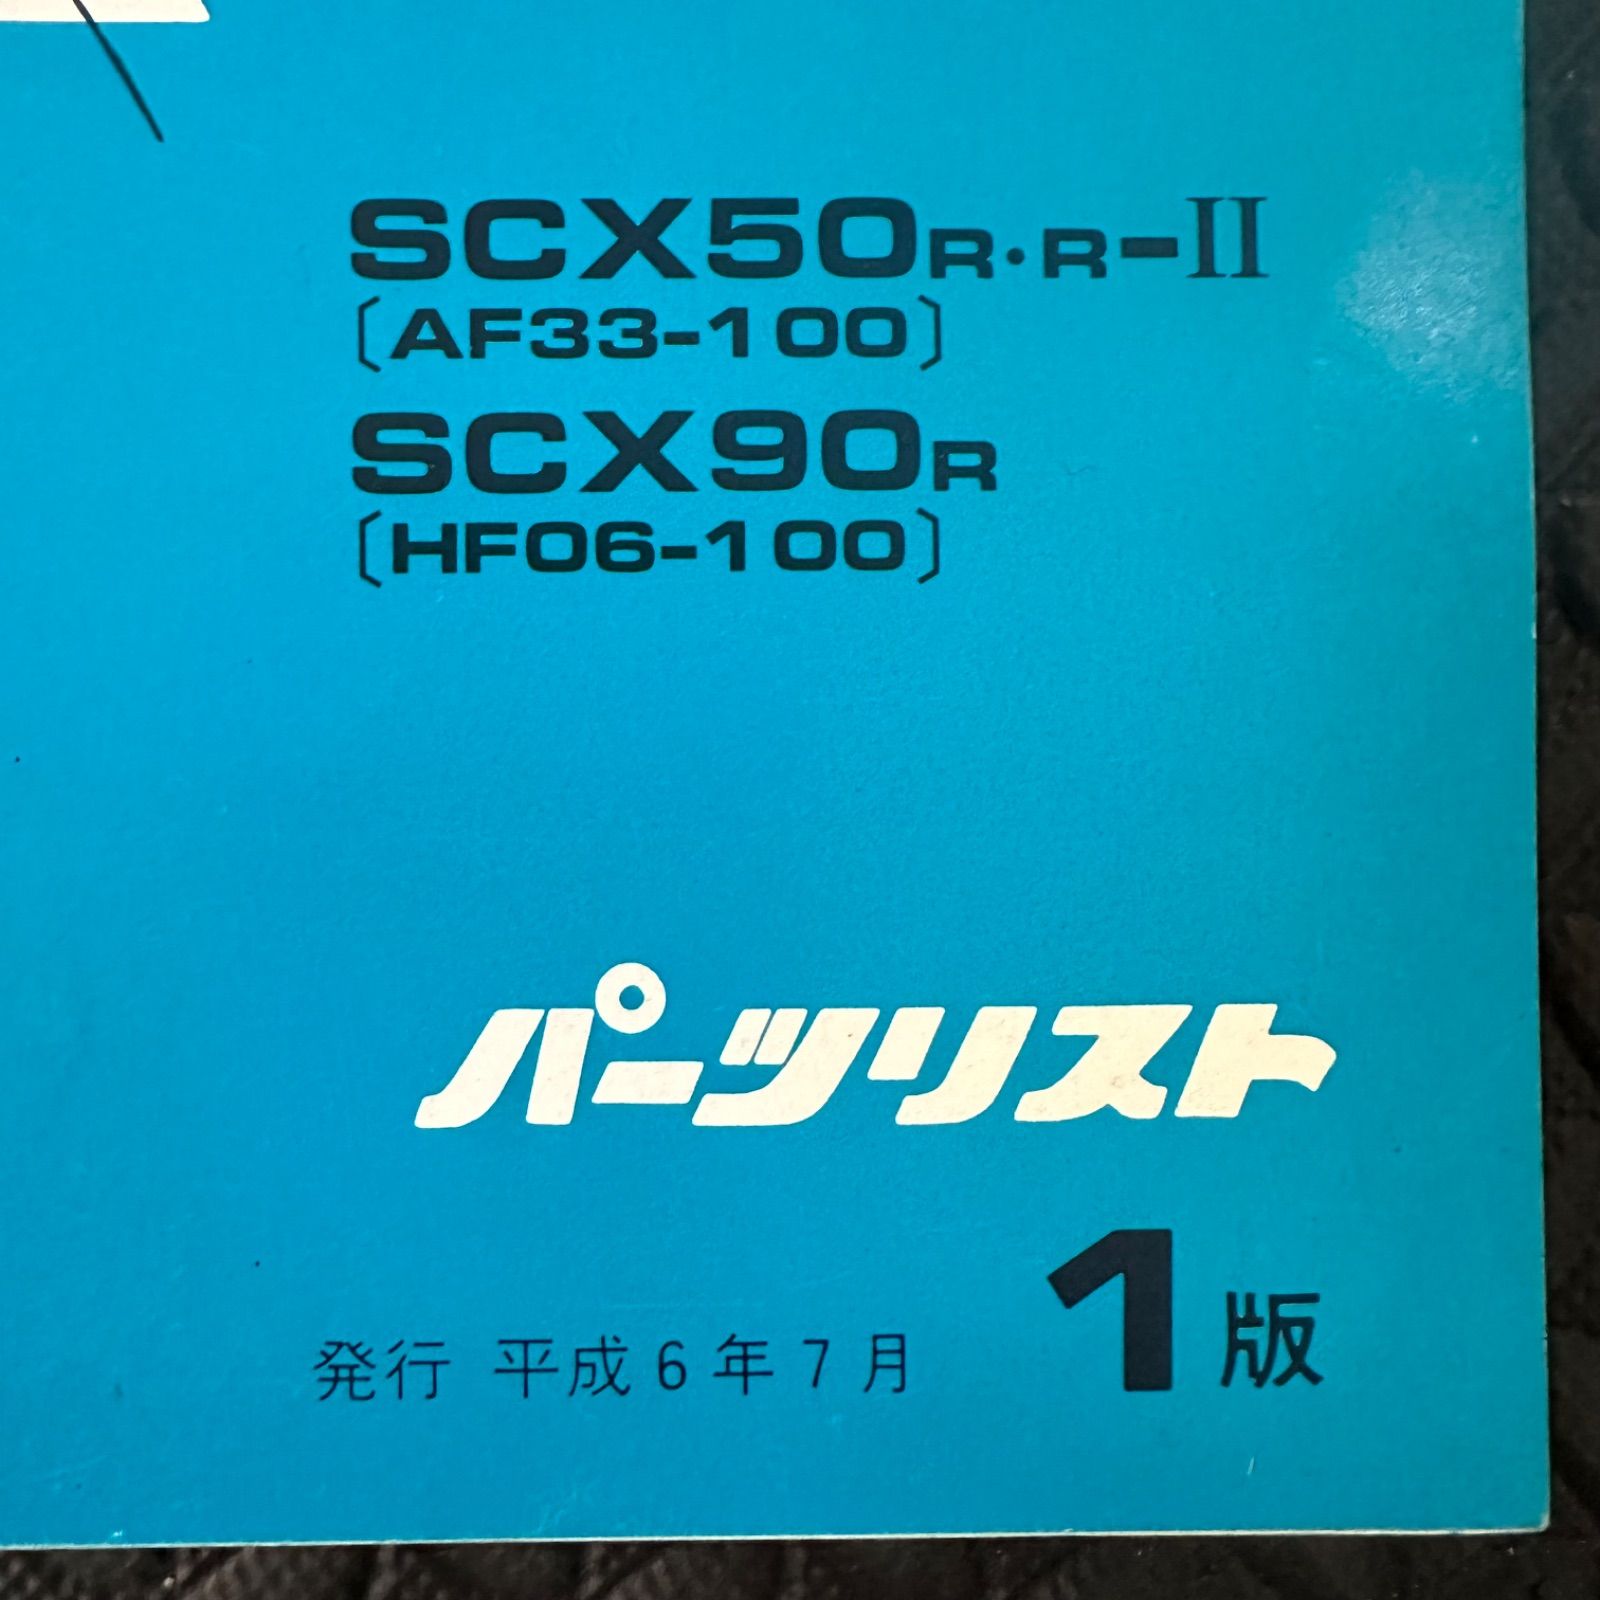 SCX50R・R-II
〔AF33-100〕
SCX90R
〔HF06-100〕
パーツリスト
発行 平成6年7月 1版